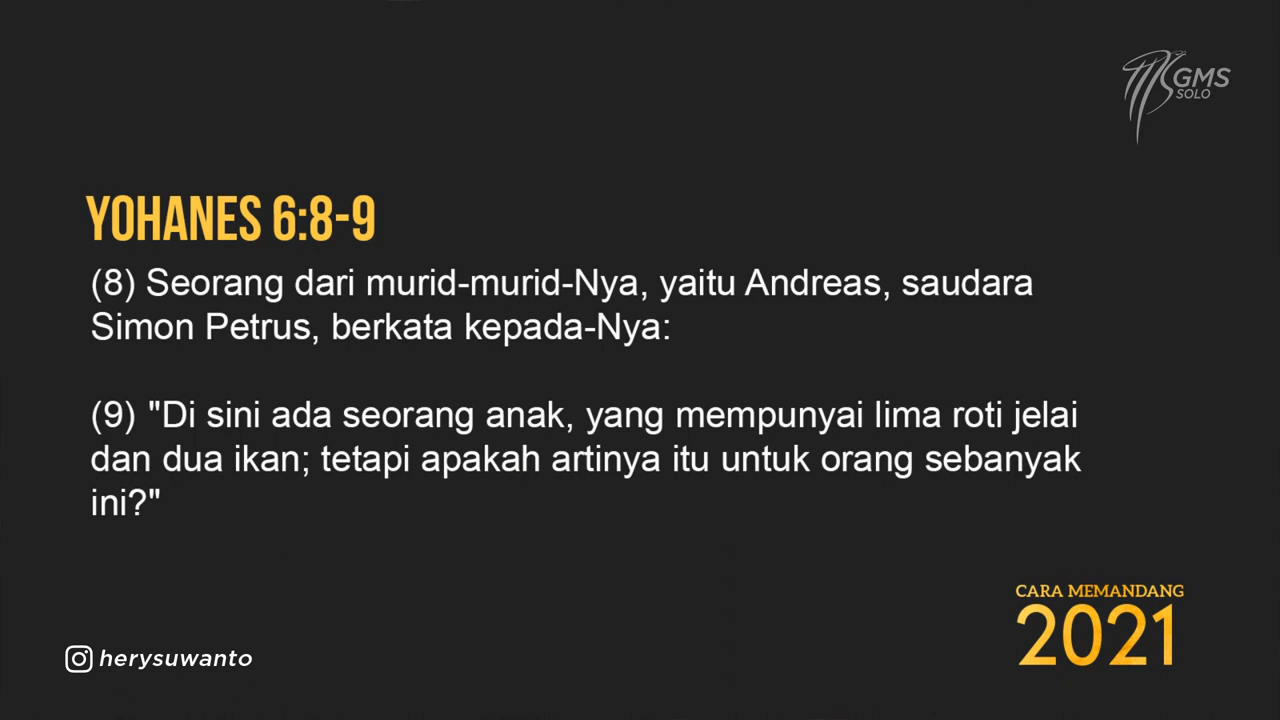 GMS
SOLO
YOHANES 6:8-9
(8) Seorang dari murid-murid-Nya, yaitu Andreas, saudara
Simon Petrus, berkata kepada-Nya:
(9) "Di sini ada seorang anak, yang mempunyai lima roti jelai
dan dua ikan; tetapi apakah artinya itu untuk orang sebanyak
ini?"
CARA MEMANDANG
2021
herysuwanto